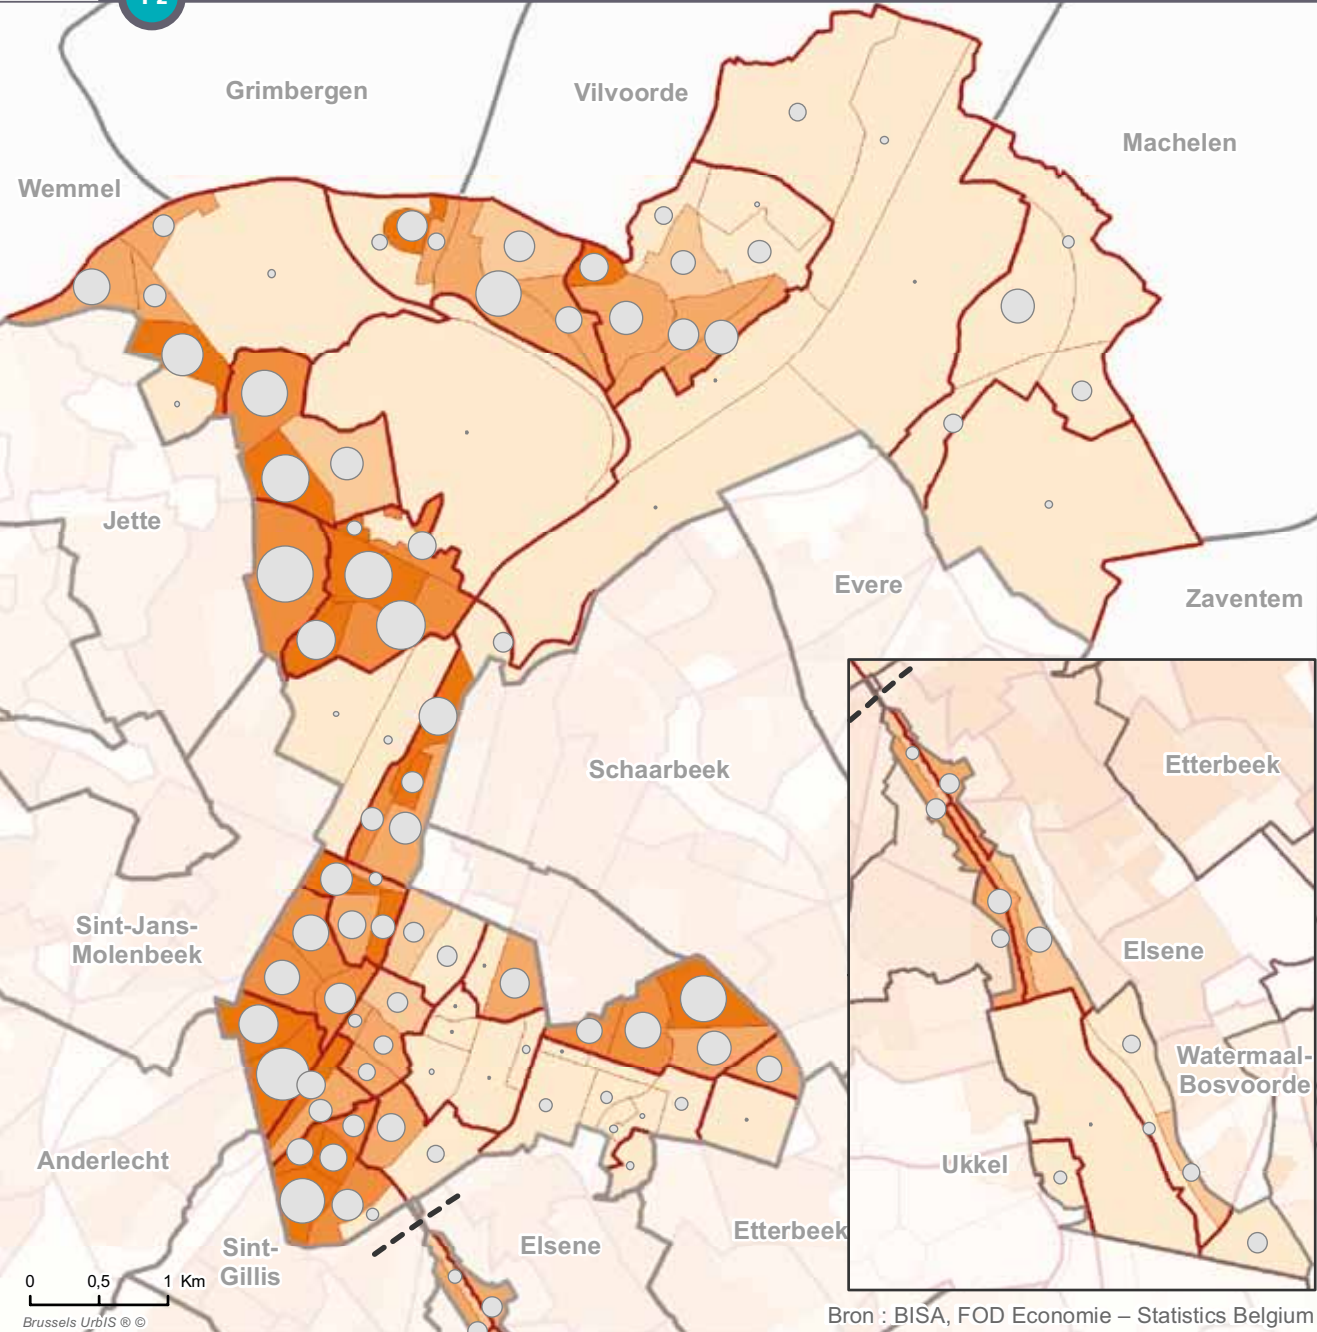 Grimbergen
Vilvoorde
Machelen
Wemmel
Jette
Evere
Zaventem
Schaarbeek
Etterbeek
Sint-Jans-
Molenbeek
Elsene
Watermaal-
Bosvoorde
Anderlecht
Ukkel
Etterbeek
Sint-
Gillis
Elsene
0 0,5 1 Km
Brussels UrbIS ® ©
Bron : BISA, FOD Economie – Statistics Belgium